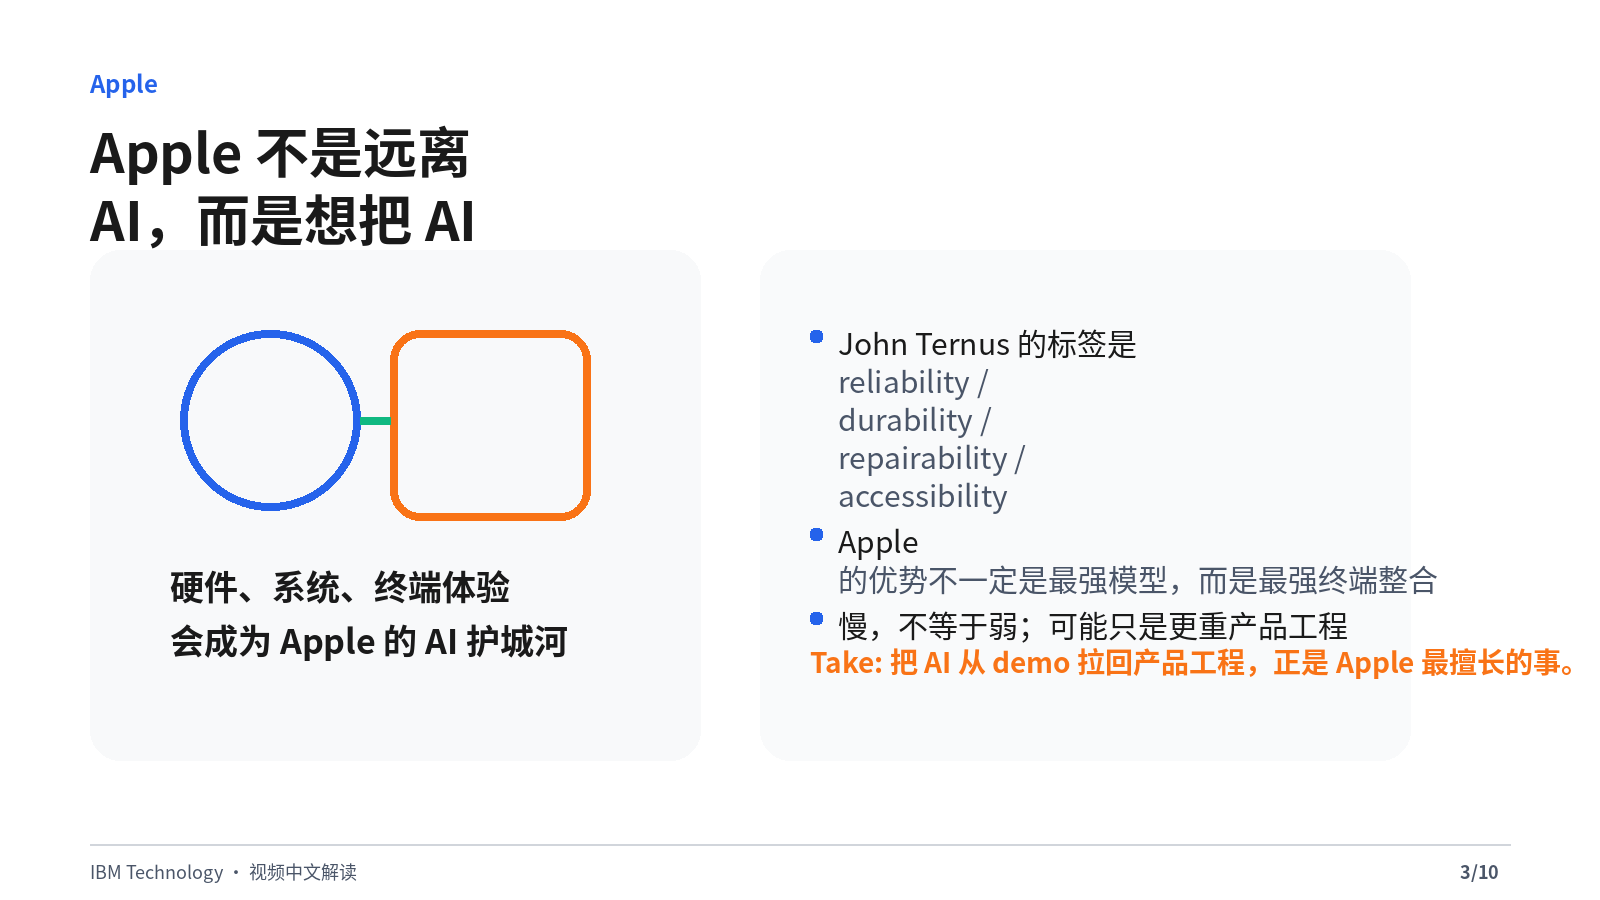 Apple
Apple 不是远离
AI，而是想把 AI
硬件、系统、终端体验
会成为 Apple 的 AI 护城河
John Ternus 的标签是
reliability /
durability /
repairability /
accessibility
Apple
的优势不一定是最强模型，而是最强终端整合
慢，不等于弱；可能只是更重产品工程
Take: 把 AI 从 demo 拉回产品工程，正是 Apple 最擅长的事。
IBM Technology · 视频中文解读
3/10